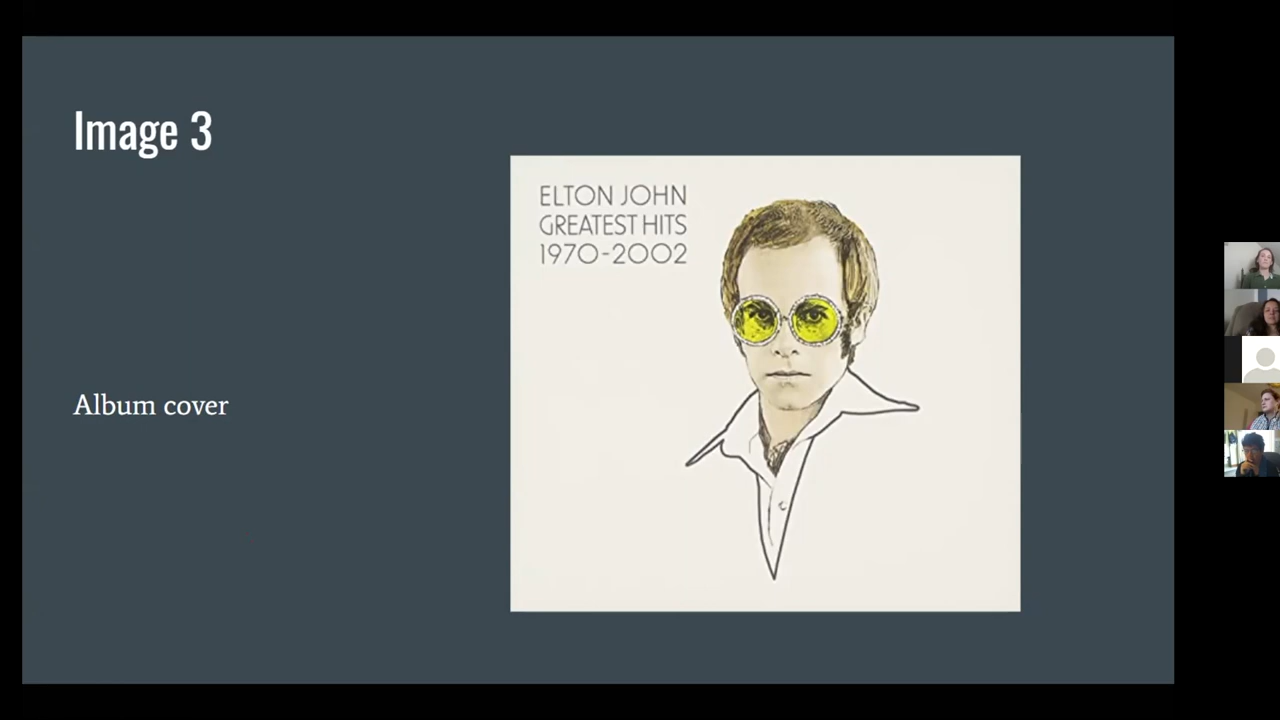 Image 3
ELTON JOHN
GREATEST HITS
1970-2002
Album cover